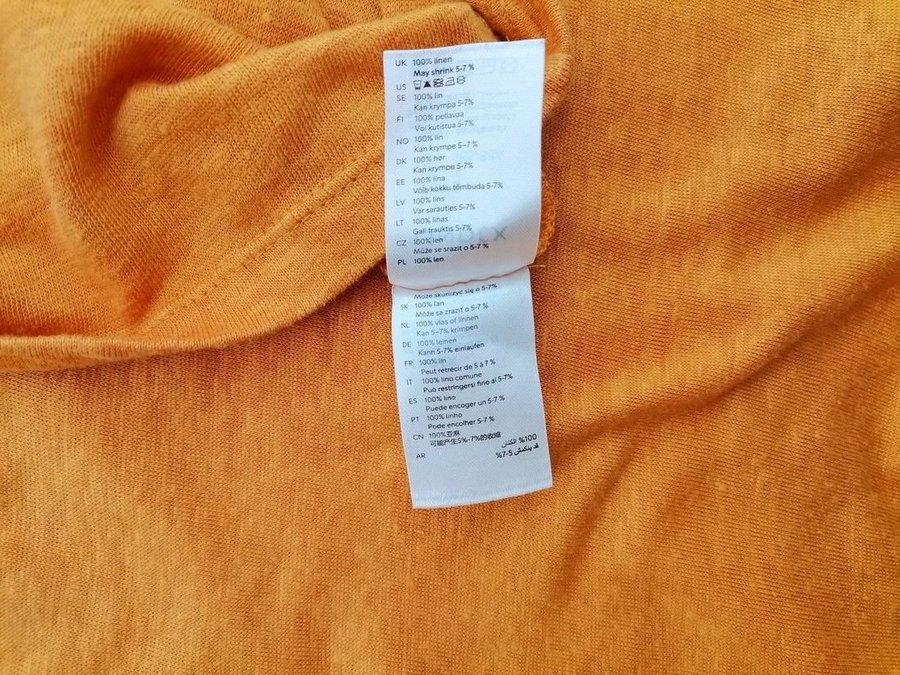 UK 100% linen
May shrink 5-7 %
US
SE 100% lin
Kan krympa 5-7%
FI 100% pellavaa
Voi kutistua 5-7%
NO 100% lin
Kan krympe 5-7 %
DK 100% hør
Kan krympe 5-7%
EE 100% lina
Võib kokku tõmbuda 5-7%
LV 100% lins
Var sarauties 5-7%
LT 100% linas
Gali trauktis 5-7%
CZ 100% len
Může se srazit o 5-7 %
PL 100% len
Może skurczyć się o 5-7%
SK 100% ľan
Môže sa zraziť o 5-7 %
NL 100% vlas of linnen
Kan 5-7% krimpen
DE 100% leinen
Kann 5-7% einlaufen
FR 100% lin
Peut rétrécir de 5 à 7 %
IT 100% lino comune
Può restringersi fino al 5-7%
ES 100% lino
Puede encoger un 5-7 %
PT 100% linho
Pode encolher 5-7 %
CN 100%亚麻
可能产生5%-7%的收缩
AR 100% الكتان
قد ينكمش 5-7%